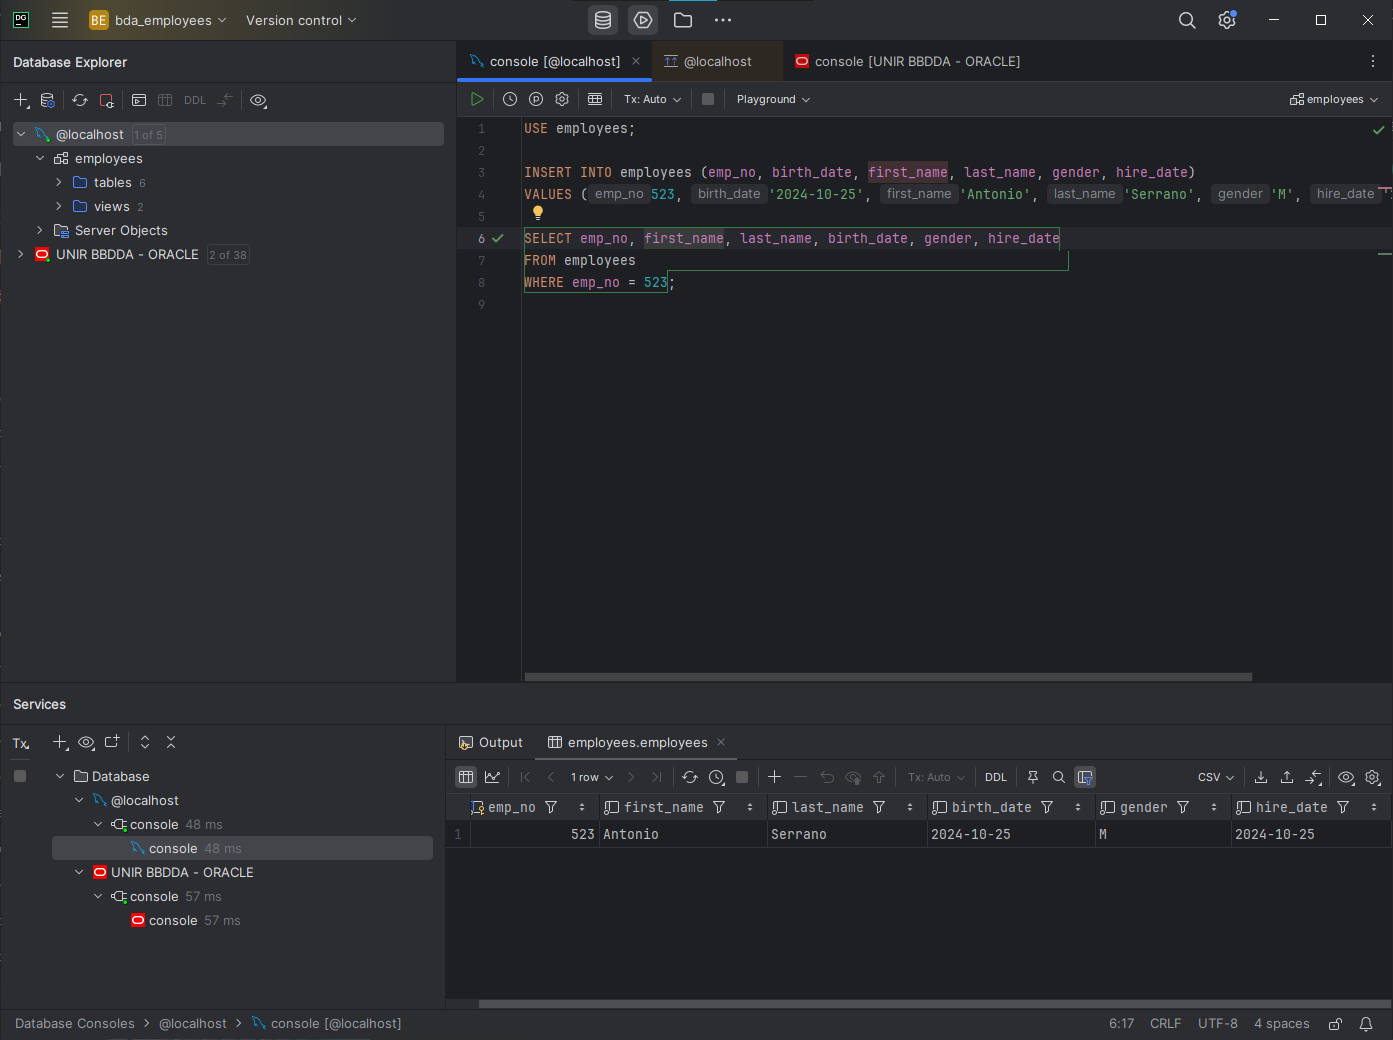 DG BE bda_employees Version control
Database Explorer
console [@localhost] @localhost console [UNIR BBDDA - ORACLE]
DDL
Tx: Auto Playground employees
@localhost 1 of 5
employees
tables 6
views 2
Server Objects
UNIR BBDDA - ORACLE 2 of 38
1 USE employees;
2
3 INSERT INTO employees (emp_no, birth_date, first_name, last_name, gender, hire_date)
4 VALUES ( emp_no 523, birth_date '2024-10-25', first_name 'Antonio', last_name 'Serrano', gender 'M', hire_date
5
6 SELECT emp_no, first_name, last_name, birth_date, gender, hire_date
7 FROM employees
8 WHERE emp_no = 523;
9
Services
Tx
Database
@localhost
console 48 ms
console 48 ms
UNIR BBDDA - ORACLE
console 57 ms
console 57 ms
Output employees.employees
1 row Tx: Auto DDL CSV
emp_no first_name last_name birth_date gender hire_date
1 523 Antonio Serrano 2024-10-25 M 2024-10-25
Database Consoles > @localhost > console [@localhost] 6:17 CRLF UTF-8 4 spaces